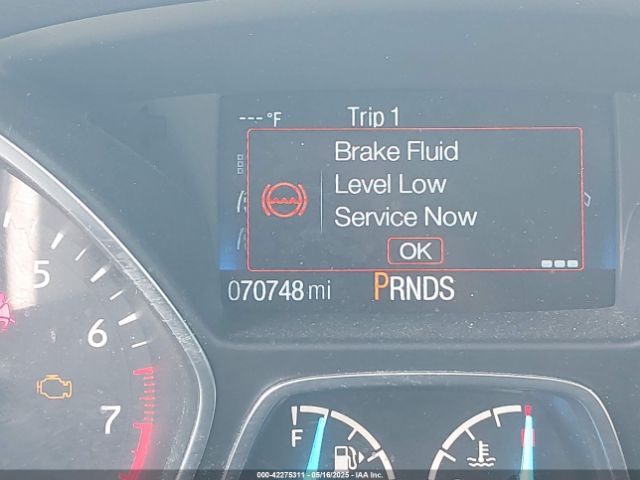 --- °F
Trip 1
Brake Fluid
Level Low
Service Now
OK
070748 mi
PRNDS
5
6
7
F
000-42275311 - 05/16/2025 - IAA Inc.